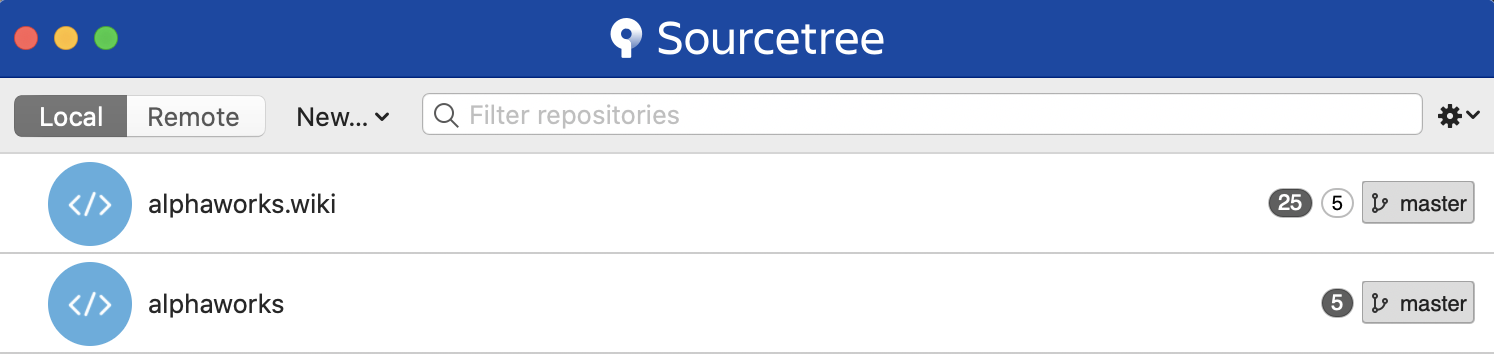 Sourcetree
Local Remote New... Filter repositories
</> alphaworks.wiki 25 5 master
</> alphaworks 5 master